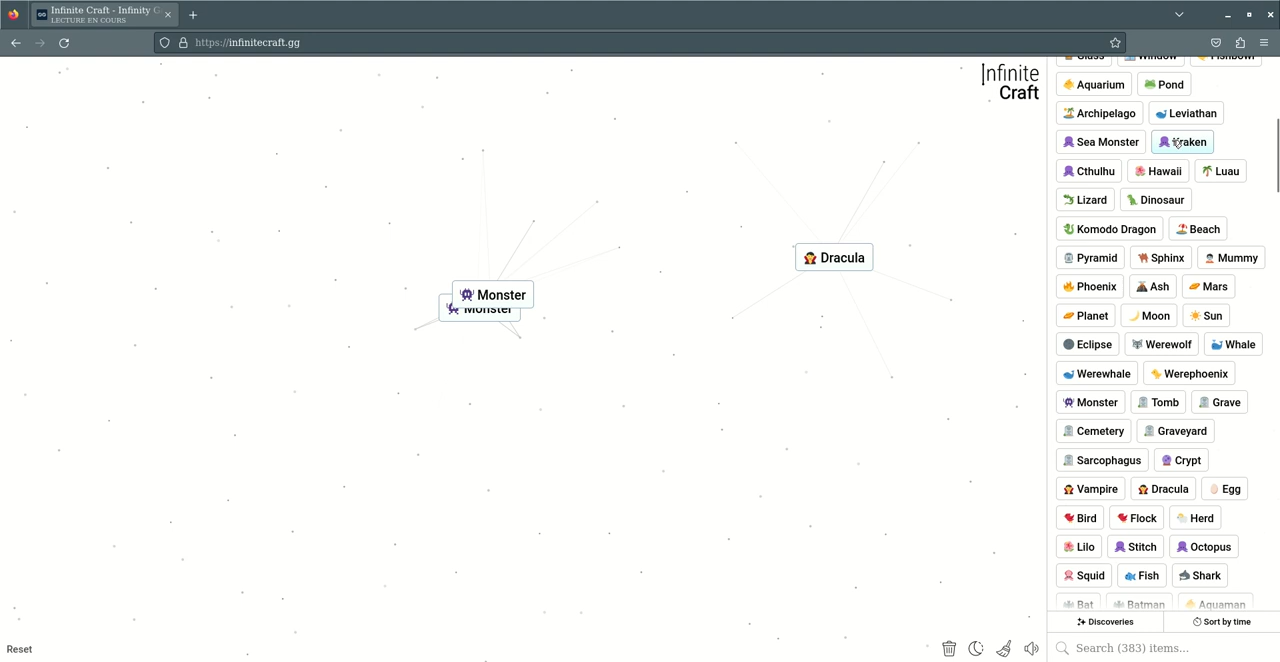 Infinite Craft - Infinity C
LECTURE EN COURS
https://infinitecraft.gg
Infinite
Craft
Monster
Monster
Dracula
Glass Window Fishbowl
Aquarium Pond
Archipelago Leviathan
Sea Monster Kraken
Cthulhu Hawaii Luau
Lizard Dinosaur
Komodo Dragon Beach
Pyramid Sphinx Mummy
Phoenix Ash Mars
Planet Moon Sun
Eclipse Werewolf Whale
Werewhale Werephoenix
Monster Tomb Grave
Cemetery Graveyard
Sarcophagus Crypt
Vampire Dracula Egg
Bird Flock Herd
Lilo Stitch Octopus
Squid Fish Shark
Bat Batman Aquaman
Discoveries Sort by time
Search (383) items...
Reset